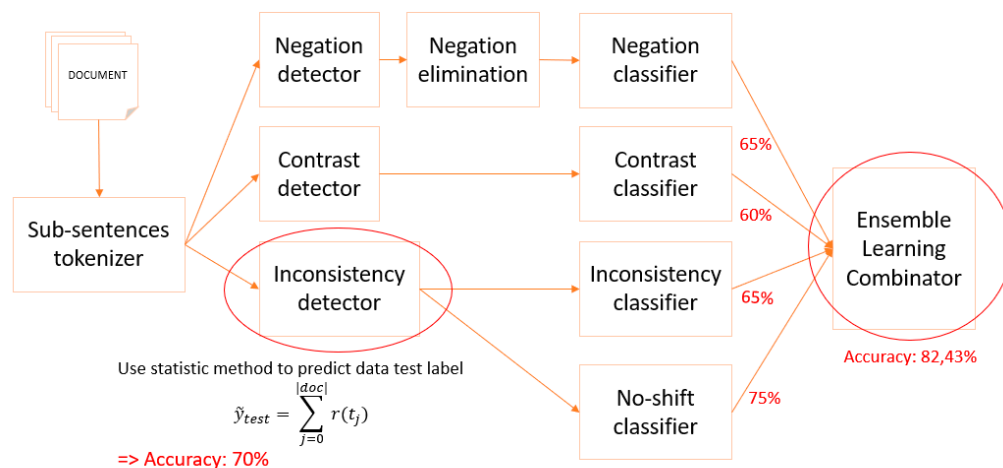 DOCUMENT
Sub-sentences
tokenizer
Negation
detector
Negation
elimination
Negation
classifier
65%
Contrast
detector
Contrast
classifier
60%
Inconsistency
detector
Inconsistency
classifier
65%
No-shift
classifier
75%
Ensemble
Learning
Combinator
Accuracy: 82,43%
Use statistic method to predict data test label
ỹ_test = ∑_{j=0}^{|doc|} r(t_j)
=> Accuracy: 70%